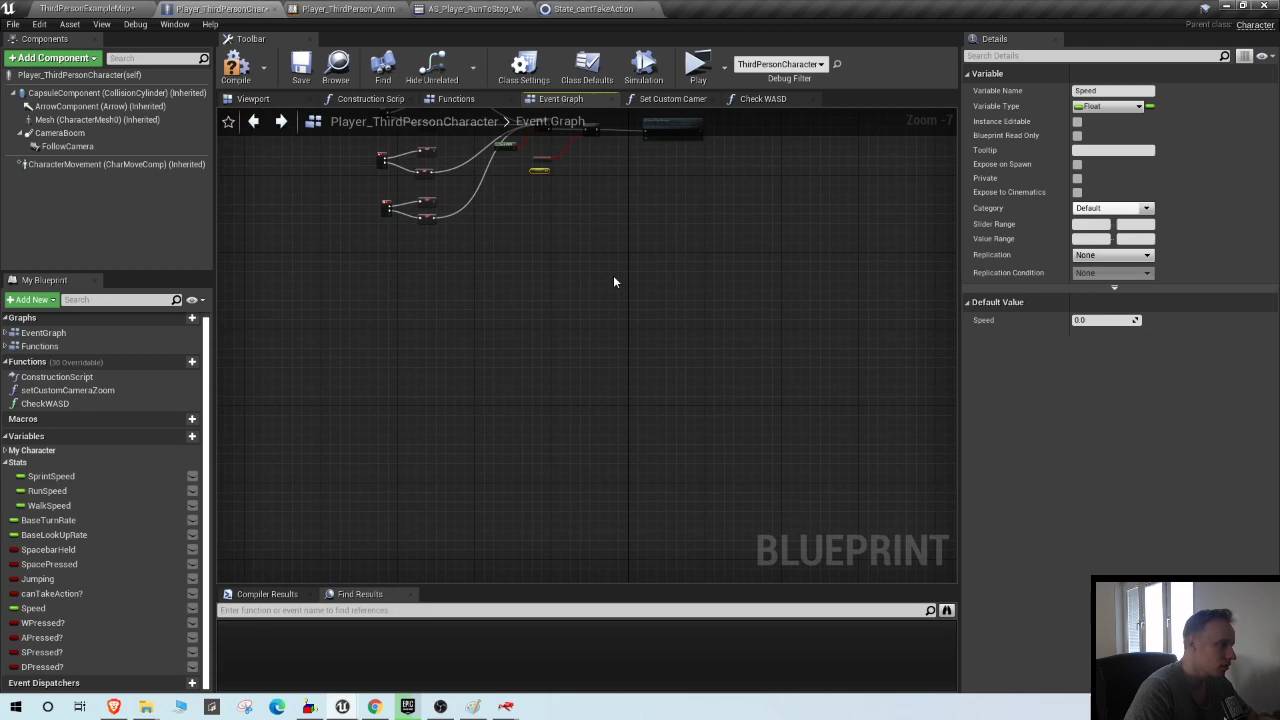 ThirdPersonExampleMap*
Player_ThirdPersonChar
Player_ThirdPerson_Anim
AS_Player_RunToStop_Mo
State_cantTakeAction
File Edit Asset View Debug Window Help
Parent class: Character
Components
Add Component
Search
Player_ThirdPersonCharacter(self)
CapsuleComponent (CollisionCylinder) (Inherited)
ArrowComponent (Arrow) (Inherited)
Mesh (CharacterMesh0) (Inherited)
CameraBoom
FollowCamera
CharacterMovement (CharMoveComp) (Inherited)
My Blueprint
Add New
Search
Graphs
EventGraph
Functions
Functions (30 Overridable)
ConstructionScript
setCustomCameraZoom
CheckWASD
Macros
Variables
My Character
Stats
SprintSpeed
RunSpeed
WalkSpeed
BaseTurnRate
BaseLookUpRate
SpacebarHeld
SpacePressed
Jumping
canTakeAction?
Speed
WPressed?
APressed?
SPressed?
DPressed?
Event Dispatchers
Toolbar
Compile Save Browse Find Hide Unrelated Class Settings Class Defaults Simulation Play
ThirdPersonCharacter
Debug Filter
Viewport Construction Scrip Functions Event Graph Set Custom Camer Check WASD
Player_ThirdPersonCharacter > Event Graph
Zoom -7
BLUEPRINT
Compiler Results Find Results
Enter function or event name to find references...
Details
Search Details
Variable
Variable Name Speed
Variable Type Float
Instance Editable
Blueprint Read Only
Tooltip
Expose on Spawn
Private
Expose to Cinematics
Category Default
Slider Range
Value Range
Replication None
Replication Condition None
Default Value
Speed 0.0